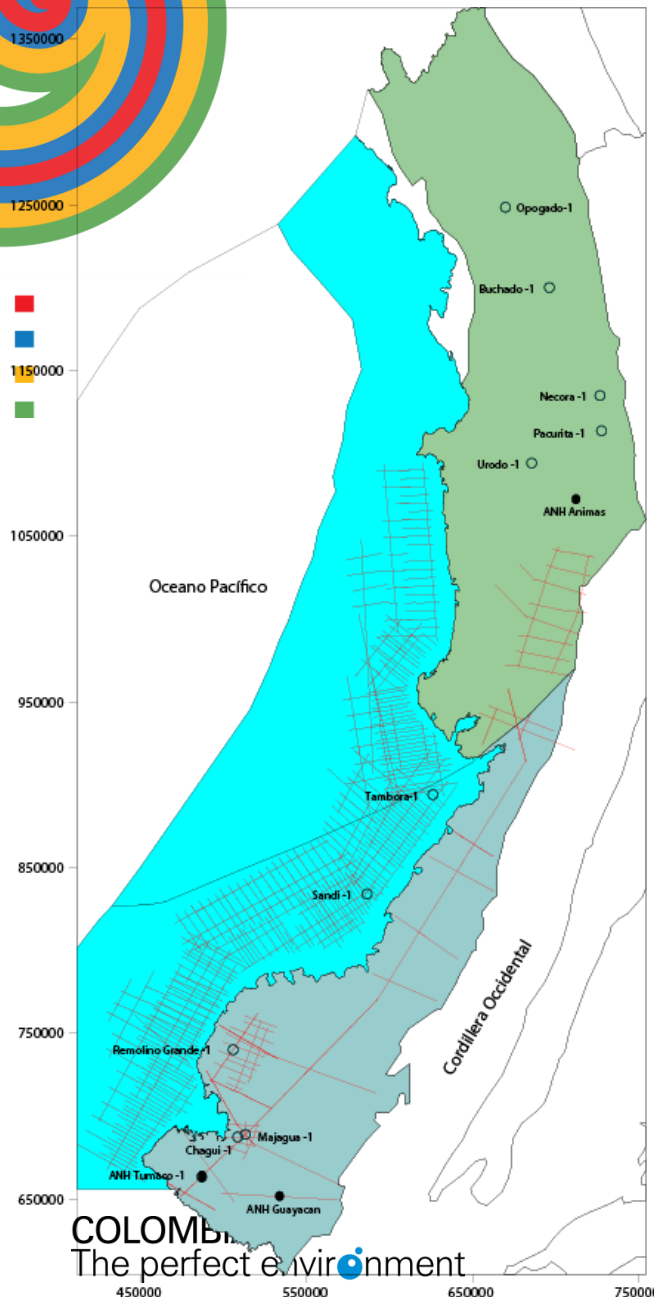 1350000
1250000
Opogado-1
Buchado -1
1150000
Necora -1
Pacurita -1
Urodo -1
ANH Animas
1050000
Oceano Pacífico
950000
Tambora-1
850000
Sandi -1
Cordillera Occidental
750000
Remolino Grande -1
Majagua -1
Chagui -1
ANH Tumaco -1
650000
ANH Guayacan
COLOMBI
The perfect environment
450000 550000 650000 750000